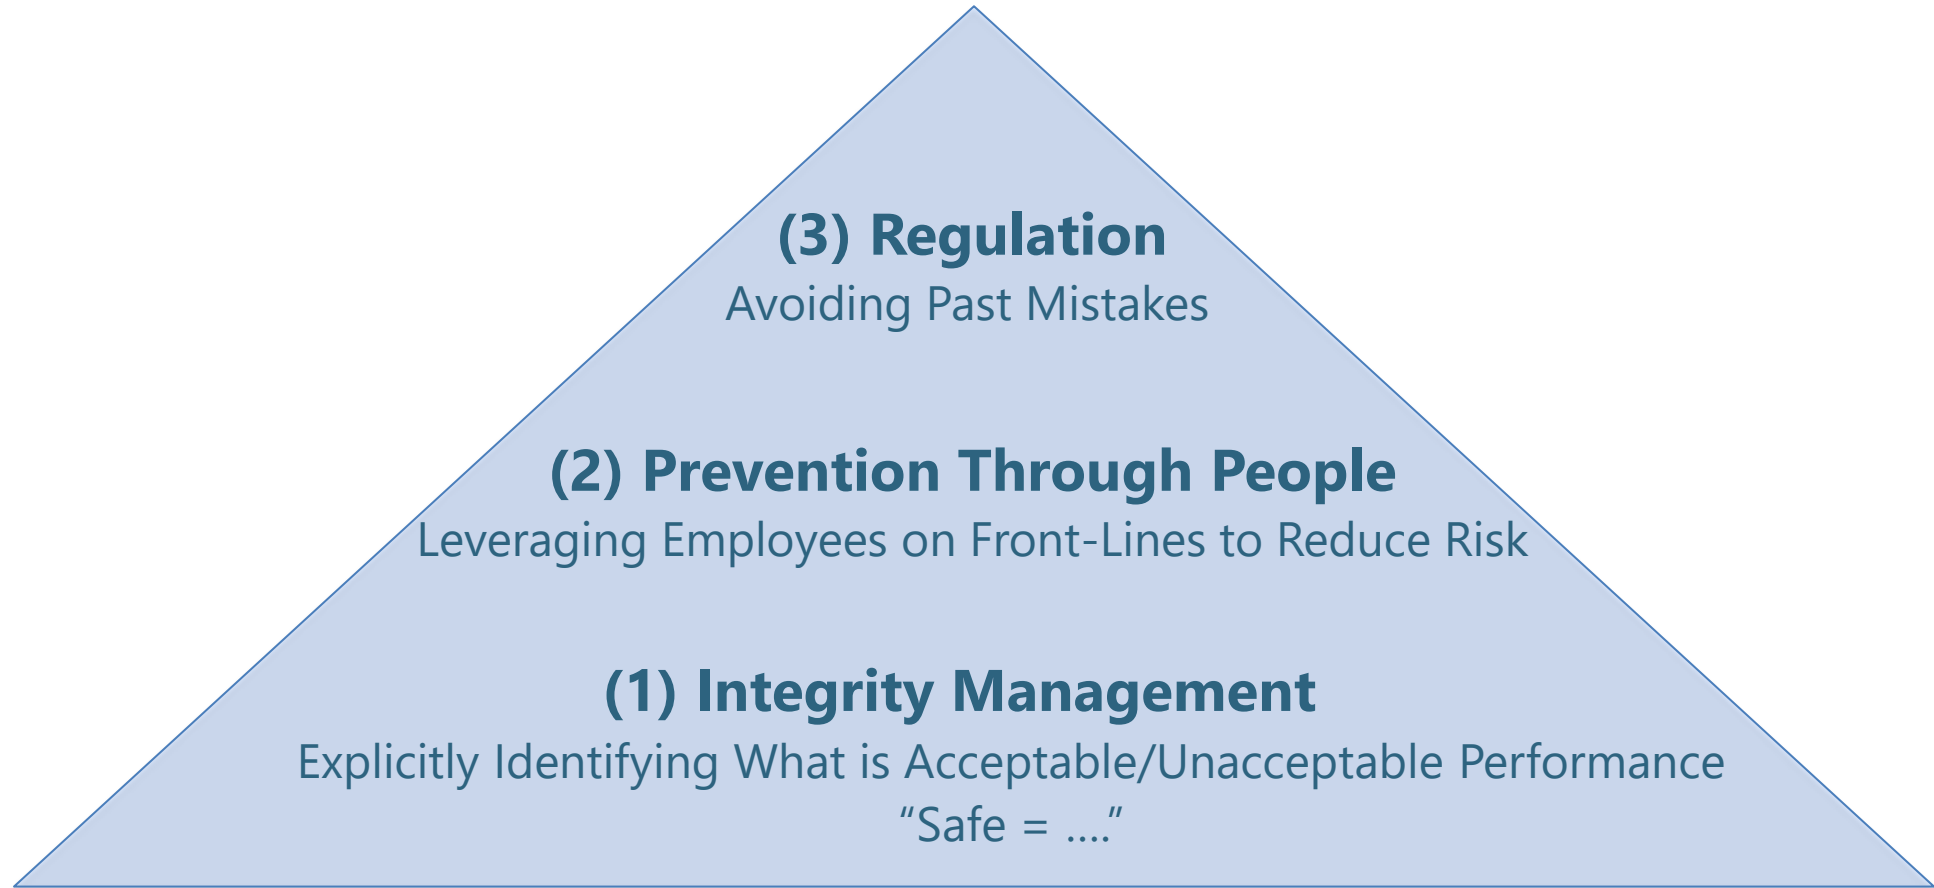 (3) Regulation
Avoiding Past Mistakes
(2) Prevention Through People
Leveraging Employees on Front-Lines to Reduce Risk
(1) Integrity Management
Explicitly Identifying What is Acceptable/Unacceptable Performance
“Safe = ….”